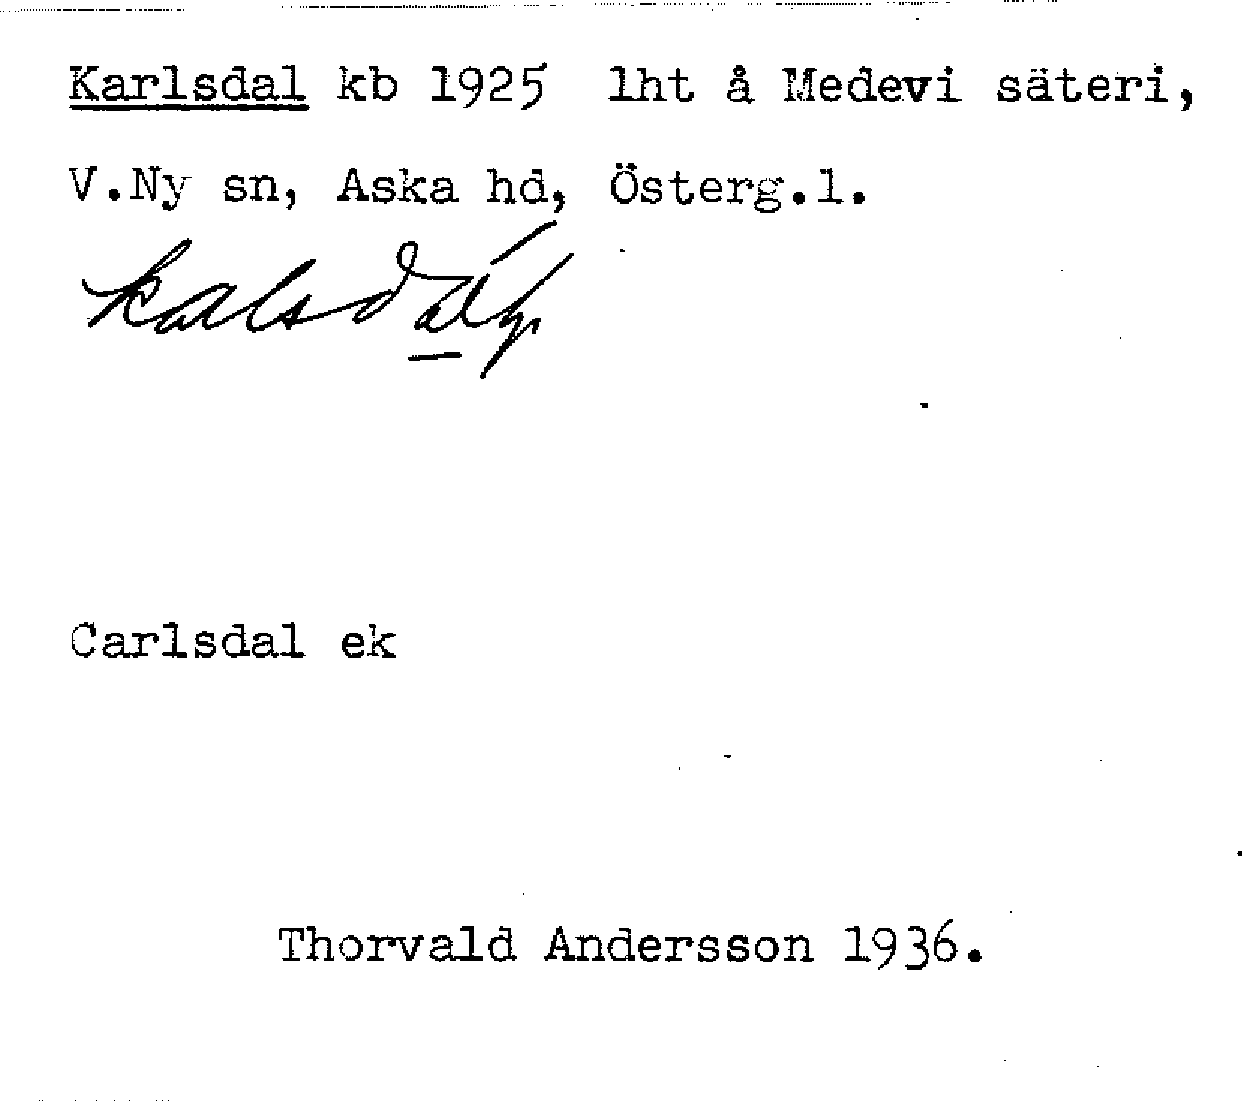 Karlsdal kb 1925 lht å Medevi säteri,
V.Ny sn, Aska hd, Österg.l.
Carlsdal ek
Thorvald Andersson 1936.